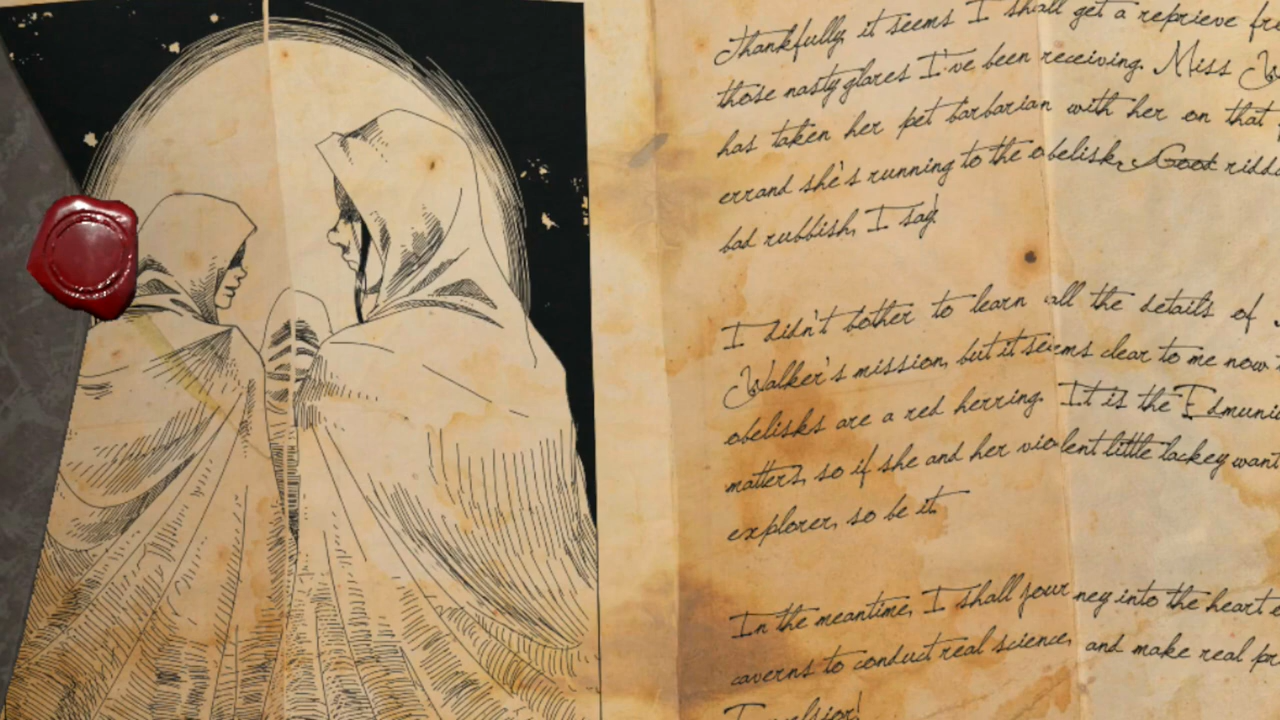 Thankfully, it seems I shall get a reprieve
those nasty glares I've been receiving. Miss
has taken her pet barbarian with her on that
errand she's running to the obelisk. Good
bad rubbish, I say!
I didn't bother to learn all the details of
Walker's mission, but it seems clear to me now
obelisks are a red herring. It is the
matters, so if she and her violent little lackey want
explorer, so be it.
In the meantime, I shall journey into the heart
caverns to conduct real science, and make real